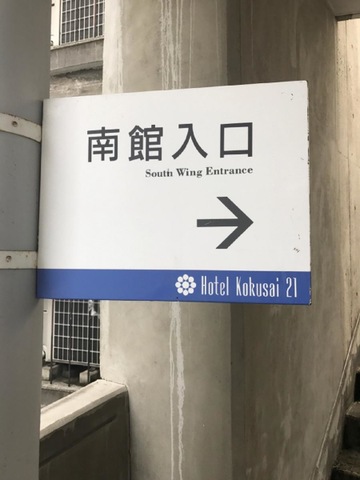 南館入口
South Wing Entrance
Hotel Kokusai 21